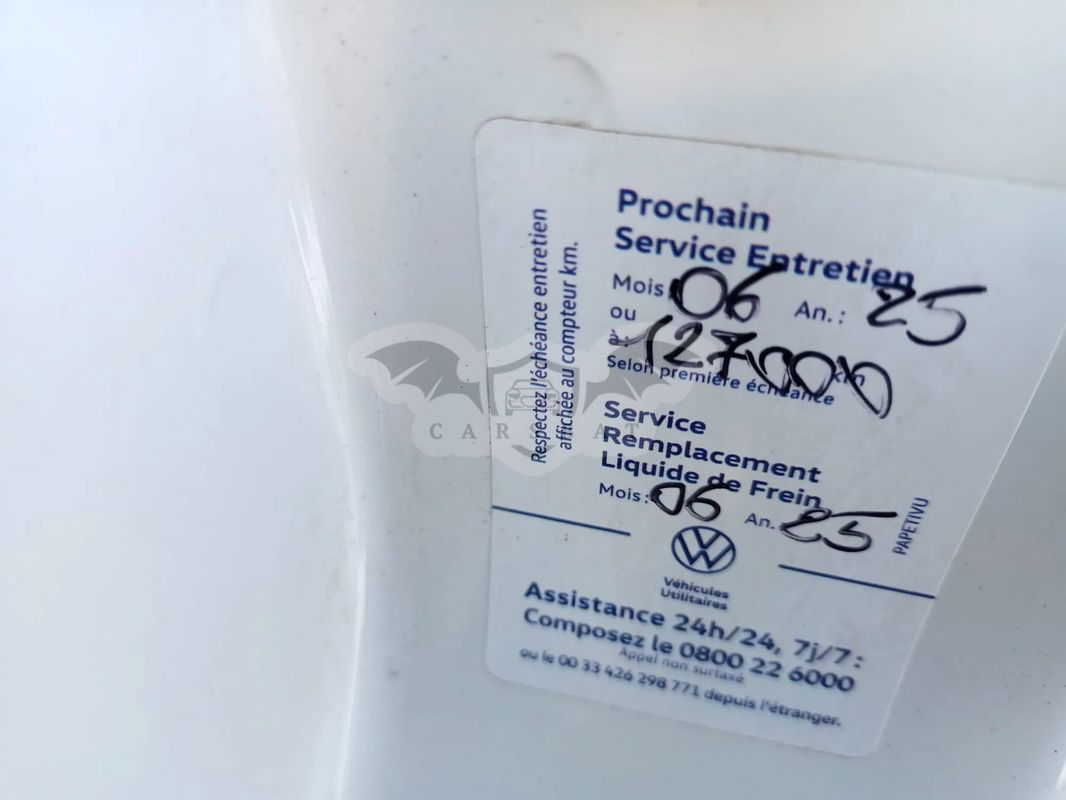 Prochain
Service Entretien
Mois 06 An.: 25
ou
à: 127000 km
Selon première échéance
Service
Remplacement
Liquide de Frein
Mois: 06 An. 25
Respectez l'échéance entretien
affichée au compteur km.
PAPETIVU
Véhicules
Utilitaires
Assistance 24h/24, 7j/7:
Composez le 0800 22 6000
Appel non surtaxé
ou le 00 33 426 298 771 depuis l'étranger.